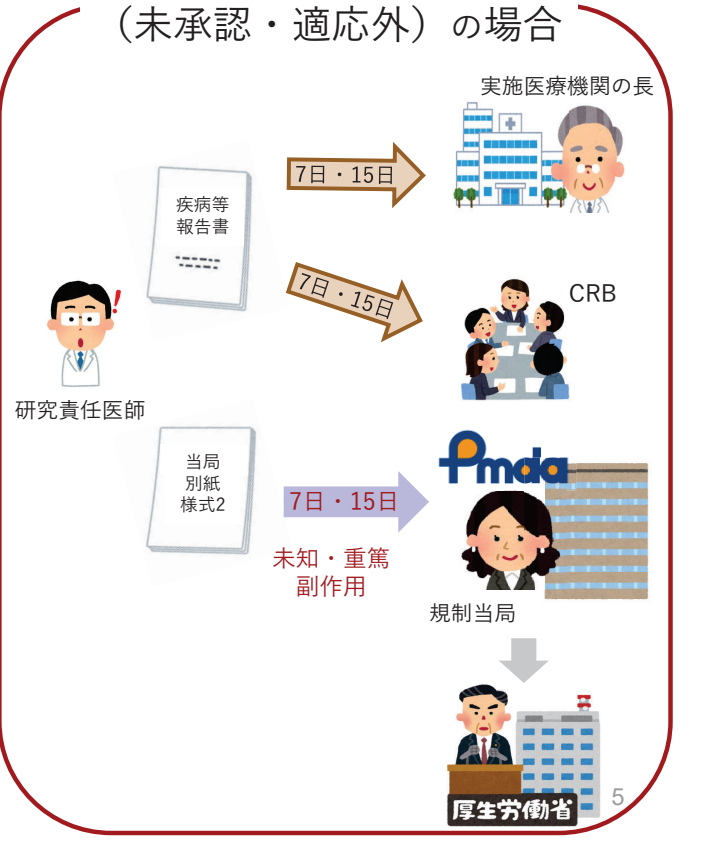 （未承認・適応外）の場合
実施医療機関の長
7日・15日
疾病等
報告書
7日・15日
CRB
研究責任医師
Pmda
当局
別紙
様式2
7日・15日
未知・重篤
副作用
規制当局
厚生労働省
5